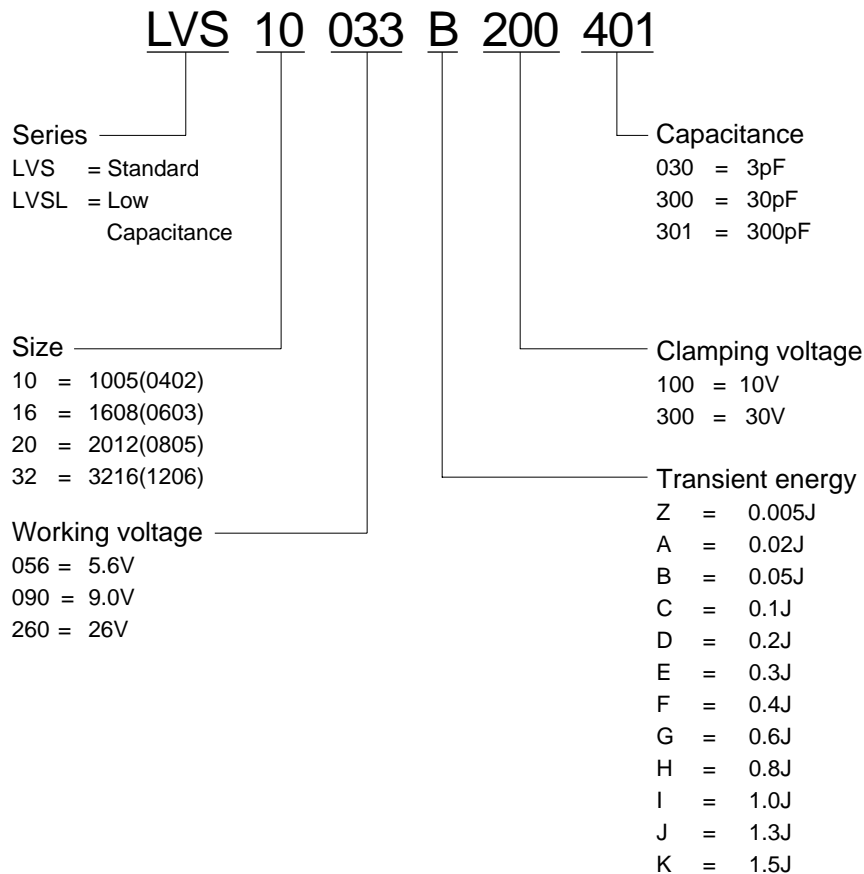 LVS 10 033 B 200 401
Series
LVS = Standard
LVSL = Low
Capacitance
Size
10 = 1005(0402)
16 = 1608(0603)
20 = 2012(0805)
32 = 3216(1206)
Working voltage
056 = 5.6V
090 = 9.0V
260 = 26V
Capacitance
030 = 3pF
300 = 30pF
301 = 300pF
Clamping voltage
100 = 10V
300 = 30V
Transient energy
Z = 0.005J
A = 0.02J
B = 0.05J
C = 0.1J
D = 0.2J
E = 0.3J
F = 0.4J
G = 0.6J
H = 0.8J
I = 1.0J
J = 1.3J
K = 1.5J